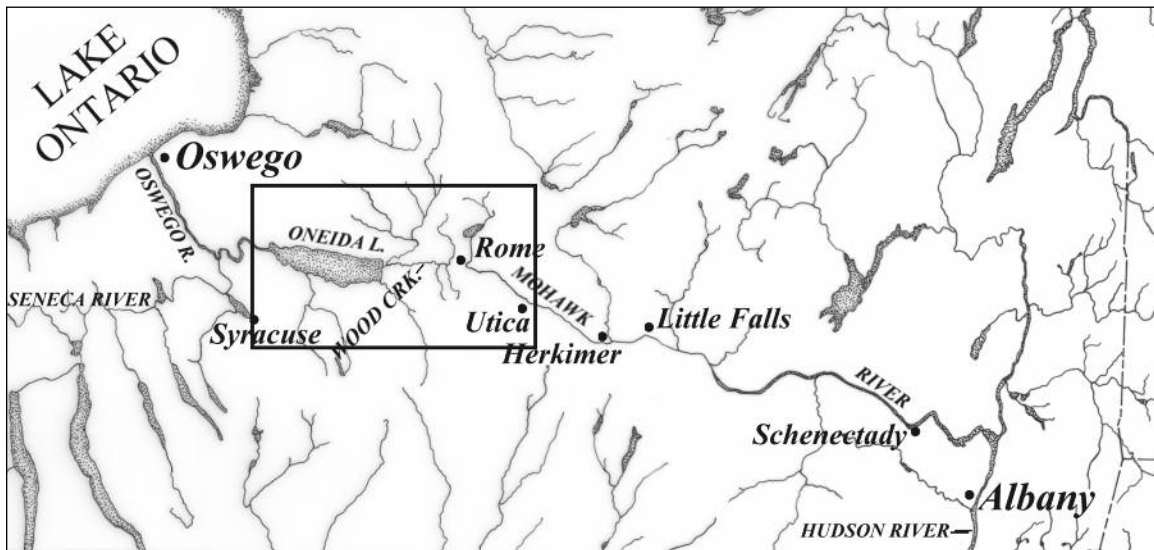 LAKE
ONTARIO
Oswego
OSWEGO R.
ONEIDA L.
Rome
SENECA RIVER
WOOD CRK.
MOHAWK
Syracuse
Utica
Little Falls
Herkimer
RIVER
Schenectady
Albany
HUDSON RIVER